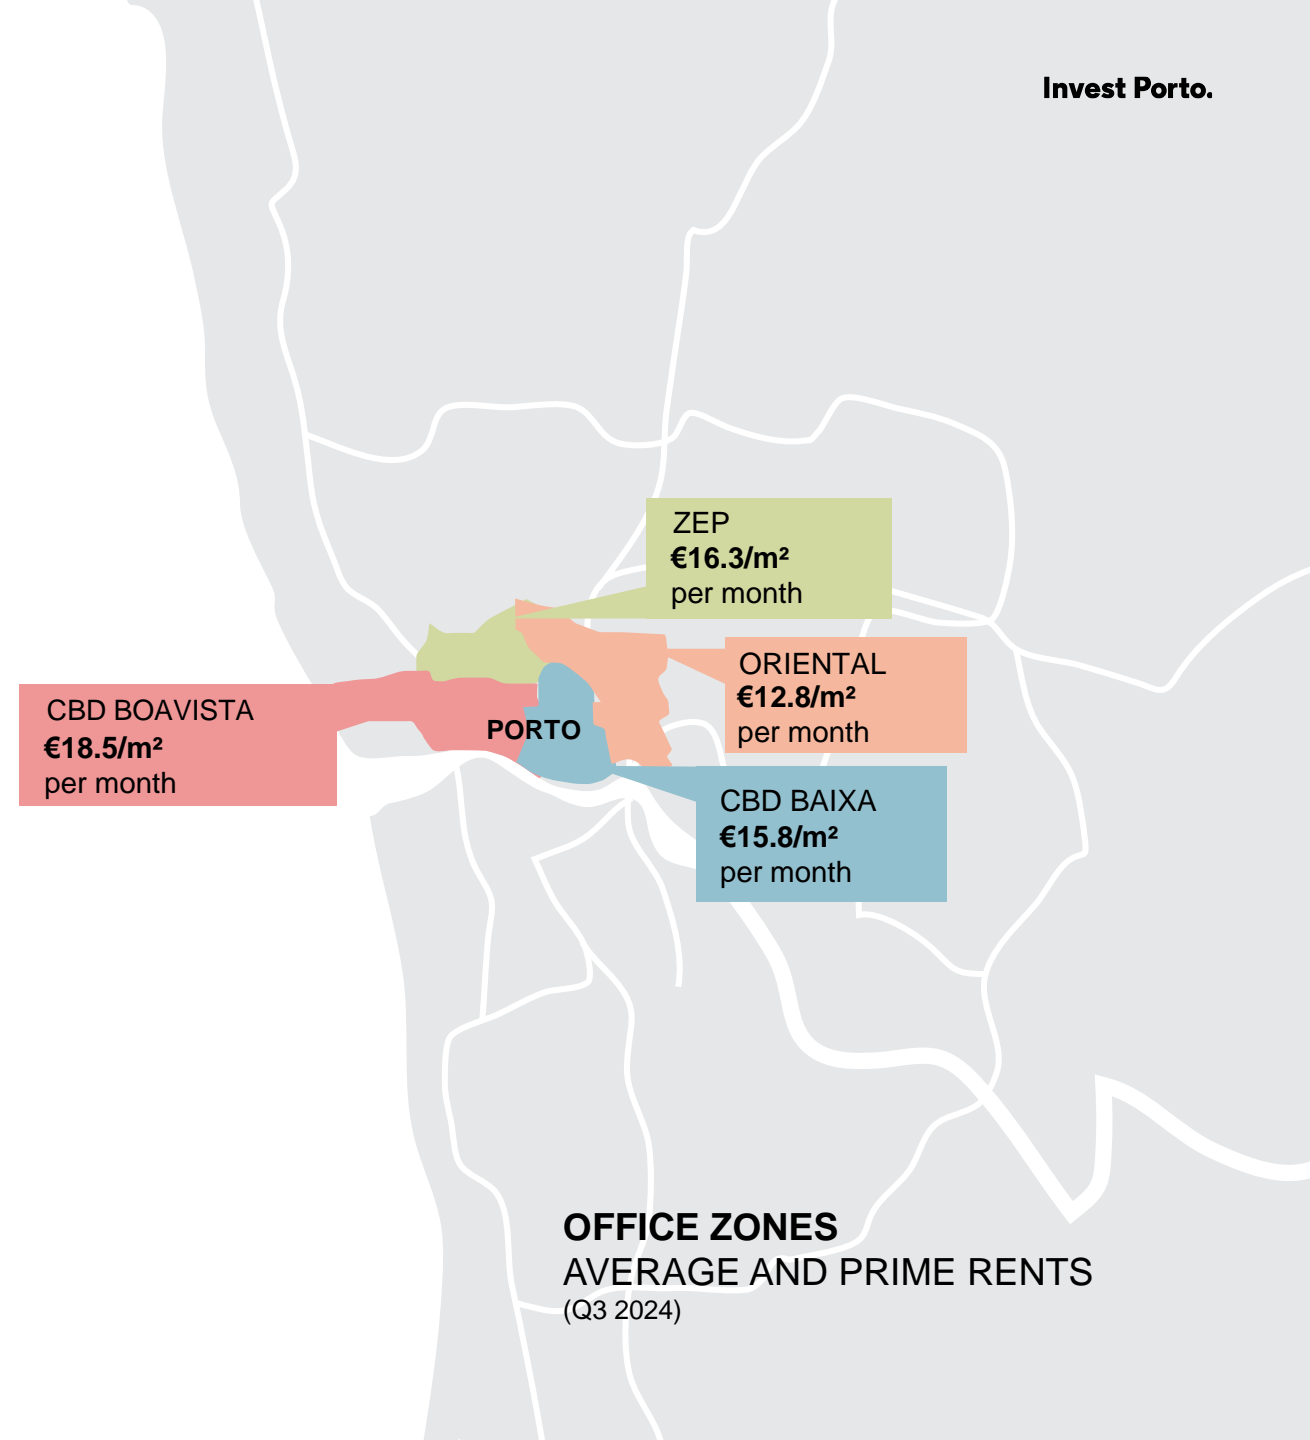 Invest Porto.
ZEP
€16.3/m²
per month
ORIENTAL
€12.8/m²
per month
CBD BOAVISTA
€18.5/m²
per month
PORTO
CBD BAIXA
€15.8/m²
per month
OFFICE ZONES
AVERAGE AND PRIME RENTS
(Q3 2024)